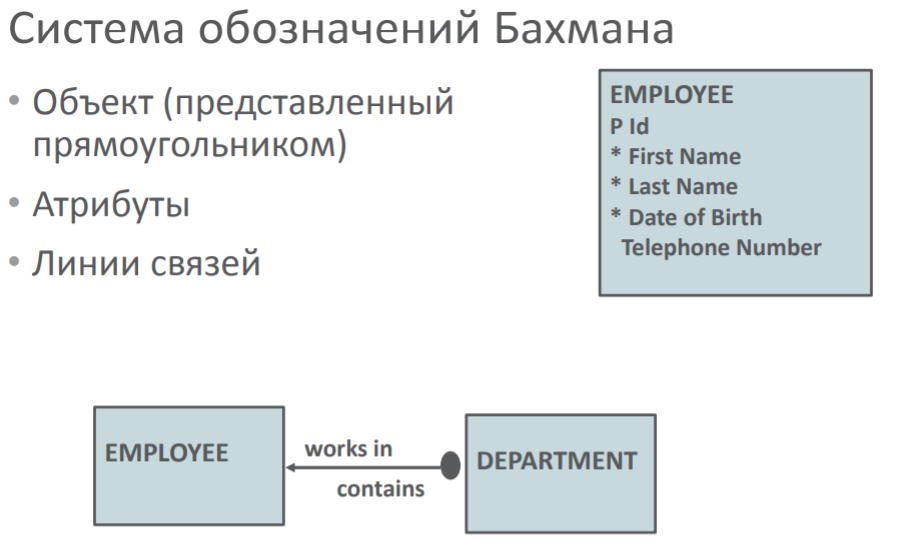 Система обозначений Бахмана
• Объект (представленный
прямоугольником)
• Атрибуты
• Линии связей
EMPLOYEE
P Id
* First Name
* Last Name
* Date of Birth
Telephone Number
EMPLOYEE
works in
contains
DEPARTMENT